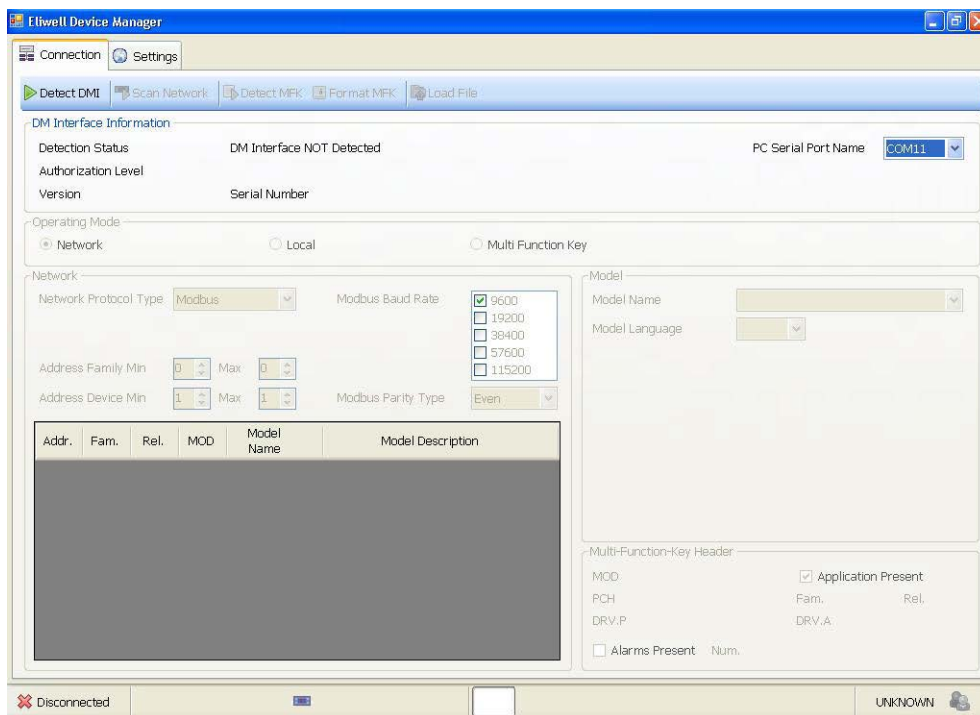 Eliwell Device Manager
Connection Settings
Detect DMI Scan Network Detect MFK Format MFK Load File
DM Interface Information
Detection Status DM Interface NOT Detected PC Serial Port Name COM11
Authorization Level
Version Serial Number
Operating Mode
Network Local Multi Function Key
Network Model
Network Protocol Type Modbus Modbus Baud Rate 9600 Model Name
19200
Model Language
38400
57600
Address Family Min 0 Max 0 115200
Address Device Min 1 Max 1 Modbus Parity Type Even
Addr. Fam. Rel. MOD Model Name Model Description
Multi-Function-Key Header
MOD Application Present
PCH Fam. Rel.
DRV.P DRV.A
Alarms Present Num.
Disconnected UNKNOWN